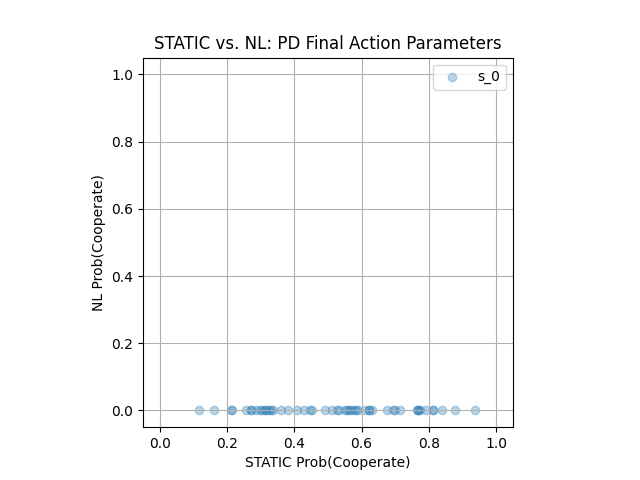 STATIC vs. NL: PD Final Action Parameters
s_0
NL Prob(Cooperate)
1.0
0.8
0.6
0.4
0.2
0.0
0.0 0.2 0.4 0.6 0.8 1.0
STATIC Prob(Cooperate)